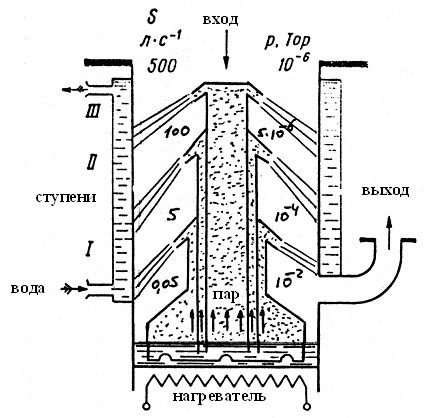 S вход
л·с⁻¹ p, Тор
500 10⁻⁶
III
100 5·10⁻⁶
II
ступени
выход
5 10⁻⁴
I
0,05 10⁻²
вода
пар
нагреватель